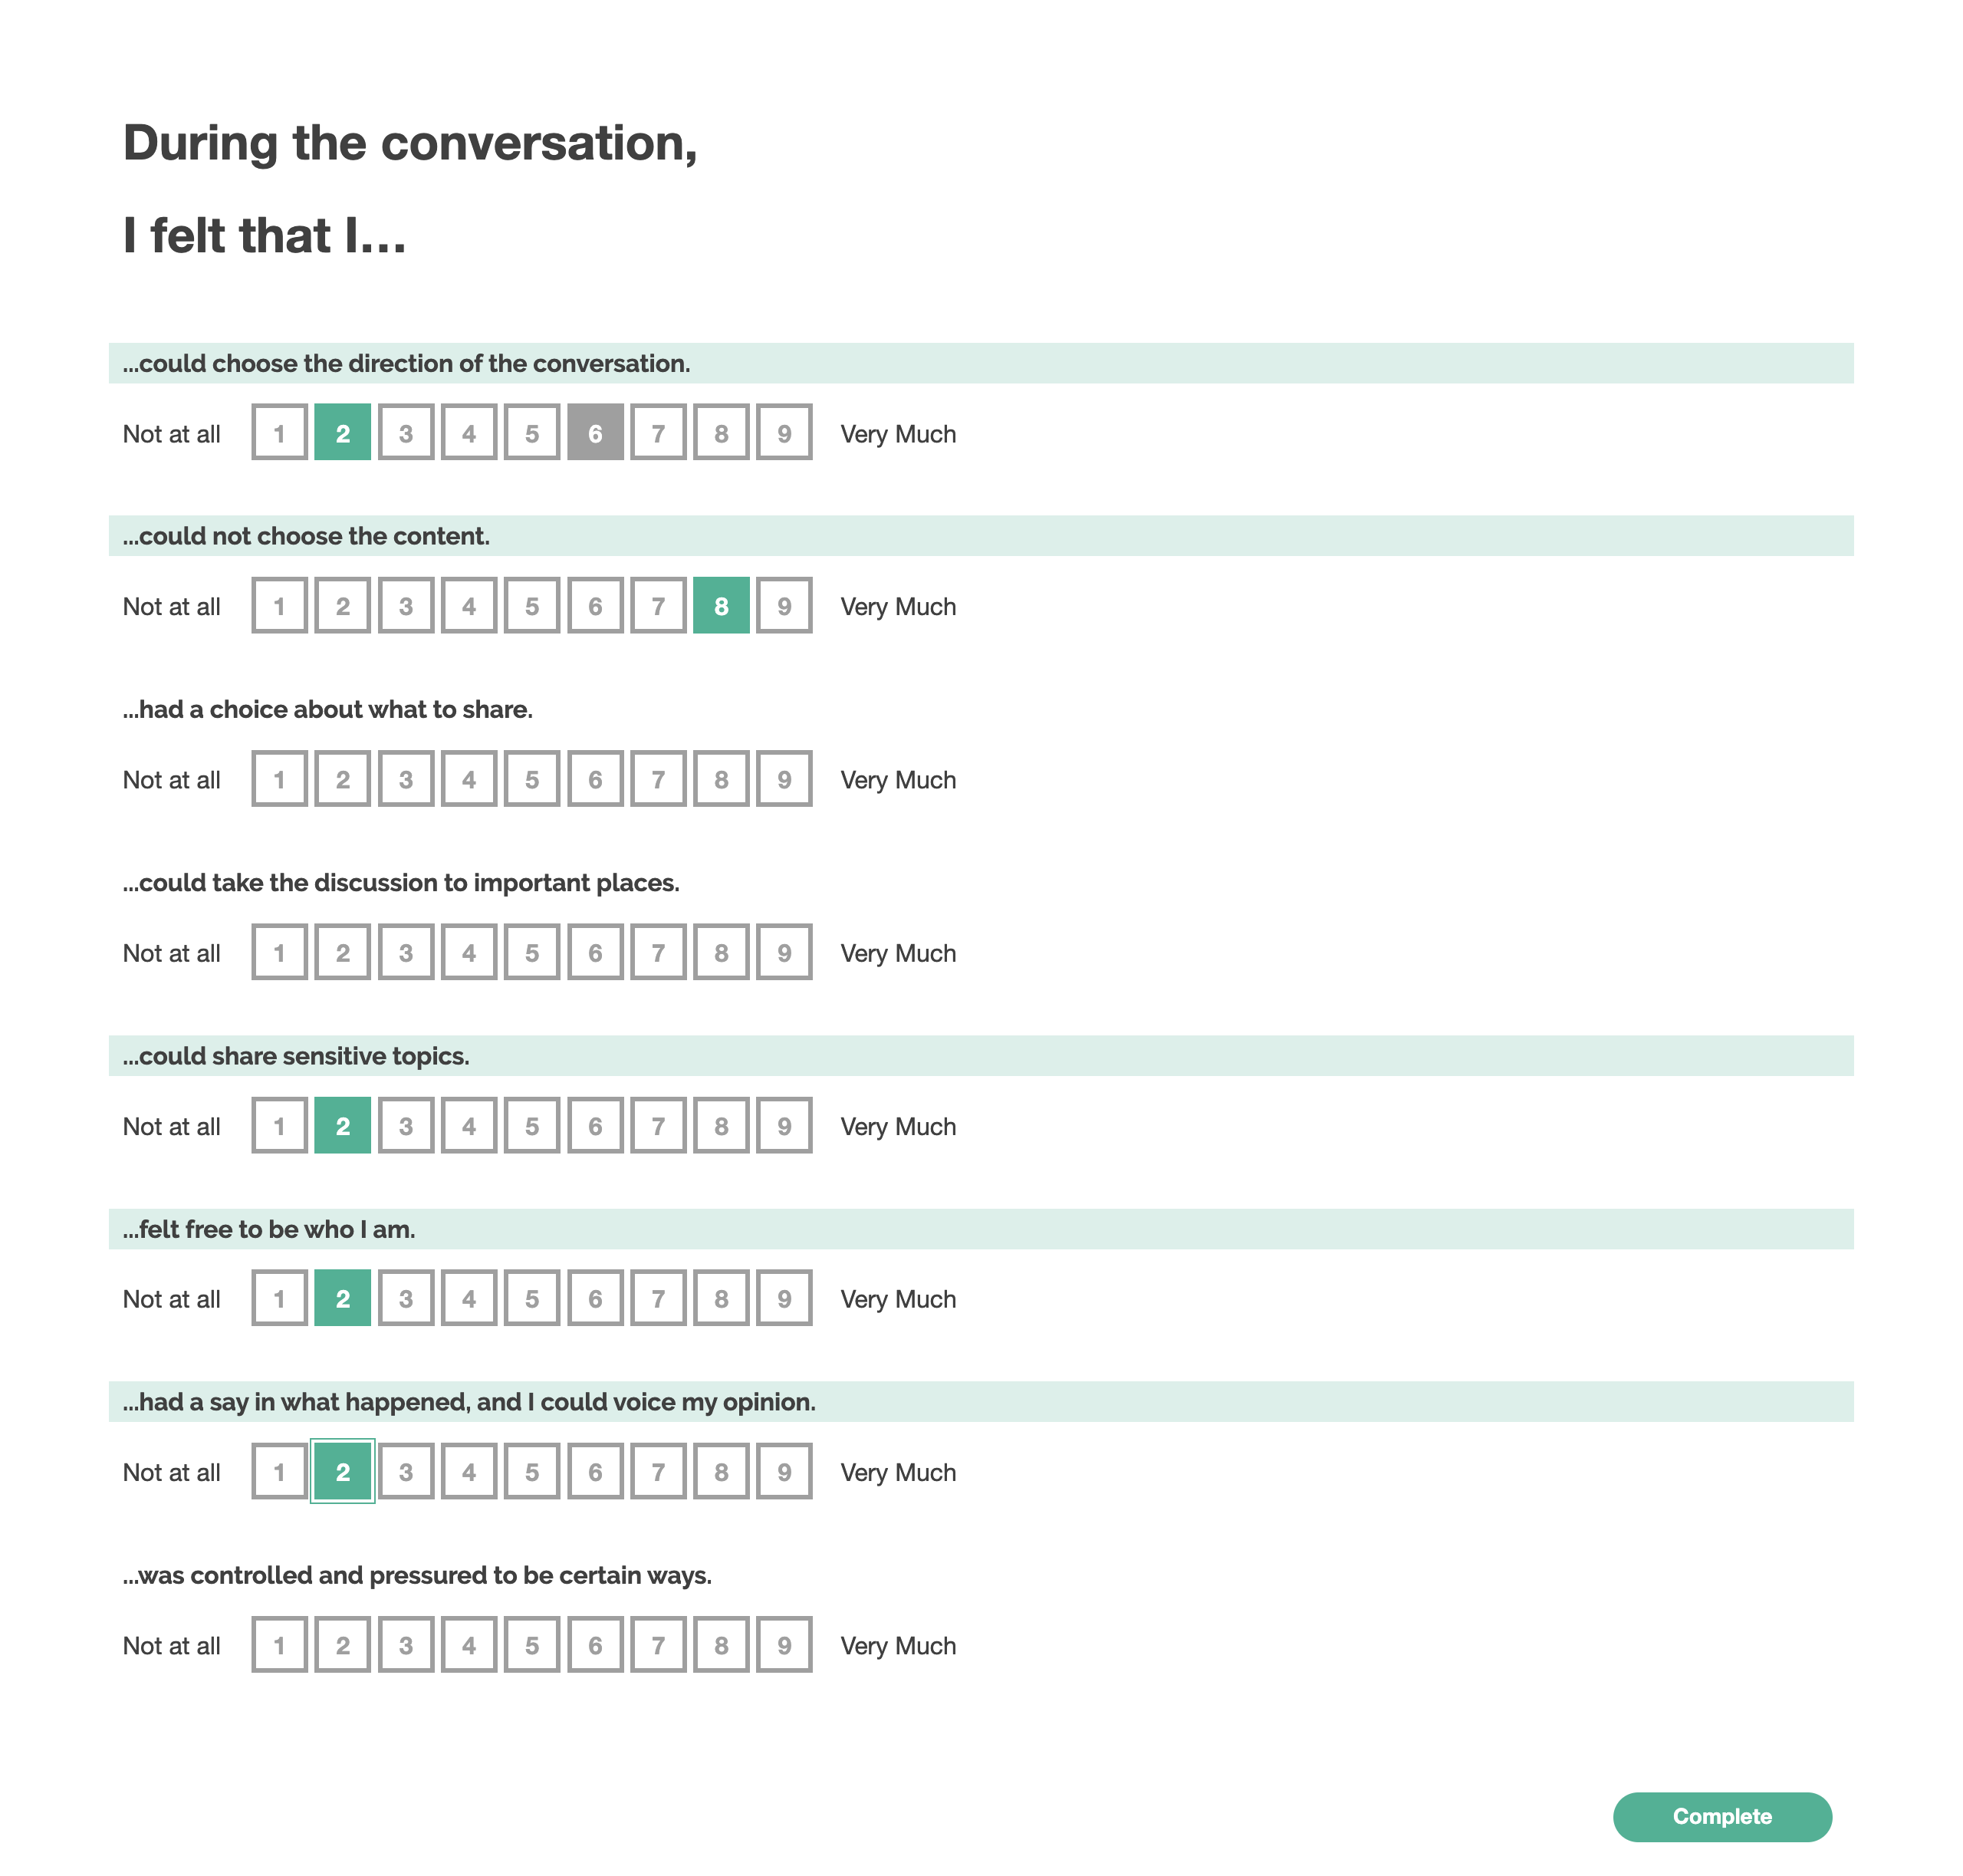 During the conversation,
I felt that I...
...could choose the direction of the conversation.
Not at all 1 2 3 4 5 6 7 8 9 Very Much
...could not choose the content.
Not at all 1 2 3 4 5 6 7 8 9 Very Much
...had a choice about what to share.
Not at all 1 2 3 4 5 6 7 8 9 Very Much
...could take the discussion to important places.
Not at all 1 2 3 4 5 6 7 8 9 Very Much
...could share sensitive topics.
Not at all 1 2 3 4 5 6 7 8 9 Very Much
...felt free to be who I am.
Not at all 1 2 3 4 5 6 7 8 9 Very Much
...had a say in what happened, and I could voice my opinion.
Not at all 1 2 3 4 5 6 7 8 9 Very Much
...was controlled and pressured to be certain ways.
Not at all 1 2 3 4 5 6 7 8 9 Very Much
Complete